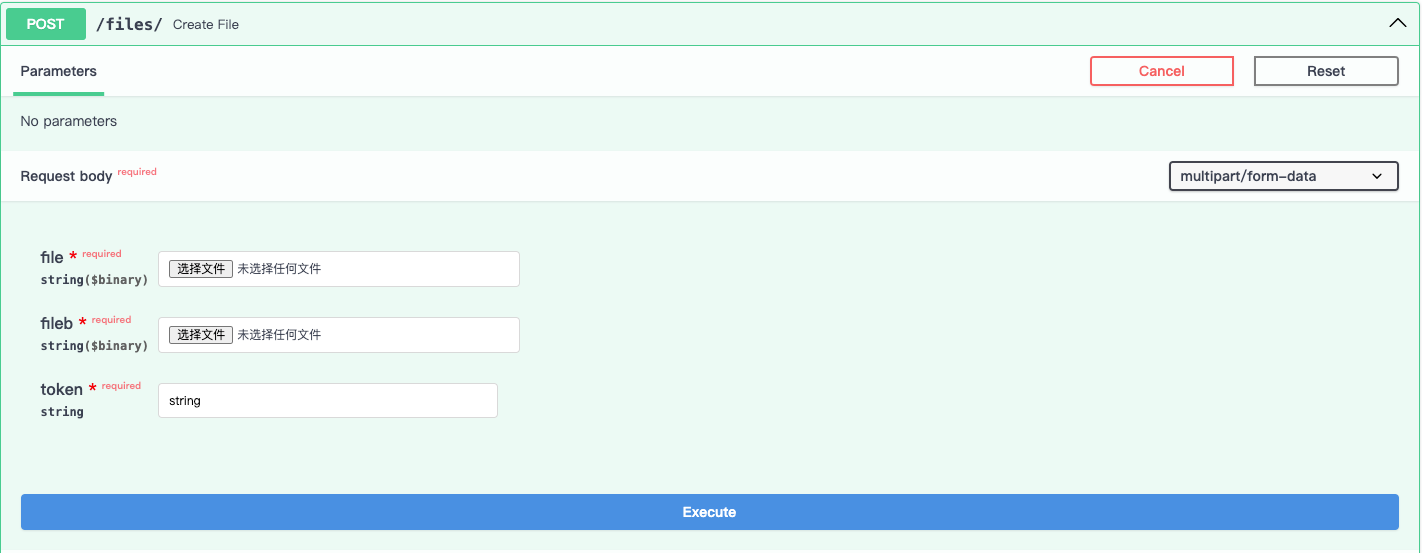 POST /files/ Create File
Parameters Cancel Reset
No parameters
Request body required multipart/form-data
file * required
string($binary) 选择文件 未选择任何文件
fileb * required
string($binary) 选择文件 未选择任何文件
token * required
string string
Execute